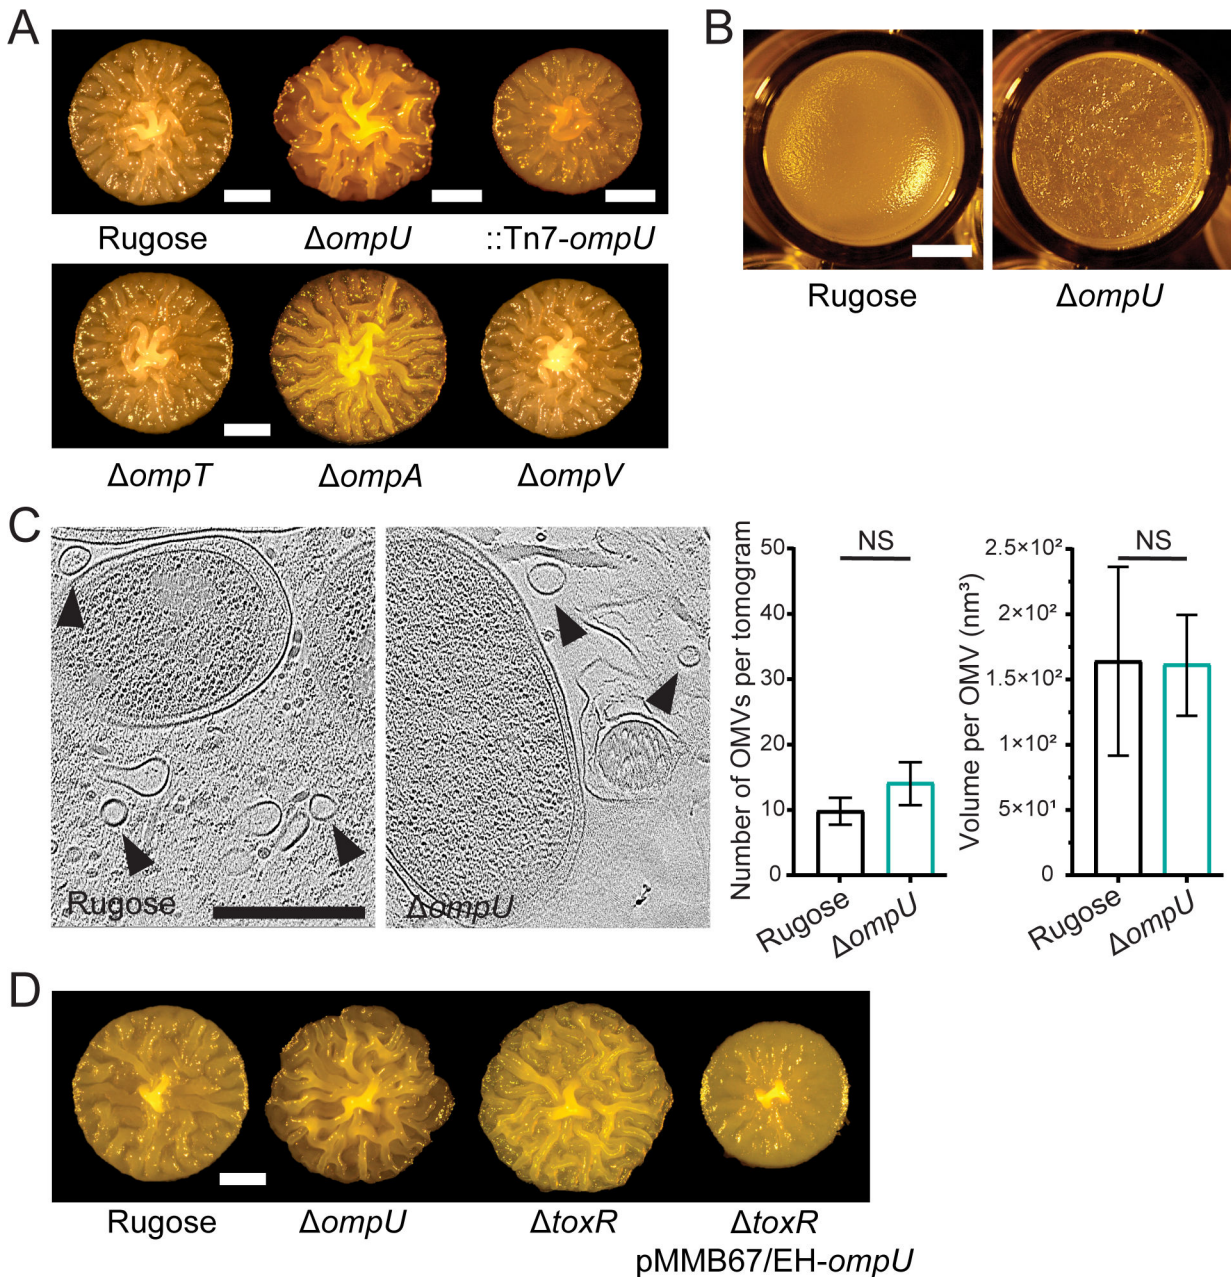 A
Rugose ΔompU ::Tn7-ompU
ΔompT ΔompA ΔompV
B
Rugose ΔompU
C
Rugose
ΔompU
Number of OMVs per tomogram
50
40
30
20
10
0
NS
Rugose
ΔompU
Volume per OMV (nm³)
2.5×10²
2×10²
1.5×10²
1×10²
5×10¹
0
NS
Rugose
ΔompU
D
Rugose ΔompU ΔtoxR ΔtoxR
pMMB67/EH-ompU